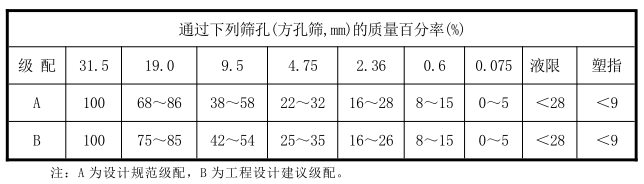 通过下列筛孔(方孔筛,mm)的质量百分率(%)
级 配 31.5 19.0 9.5 4.75 2.36 0.6 0.075 液限 塑指
A 100 68～86 38～58 22～32 16～28 8～15 0～5 <28 <9
B 100 75～85 42～54 25～35 16～26 8～15 0～5 <28 <9
注: A 为设计规范级配, B 为工程设计建议级配。